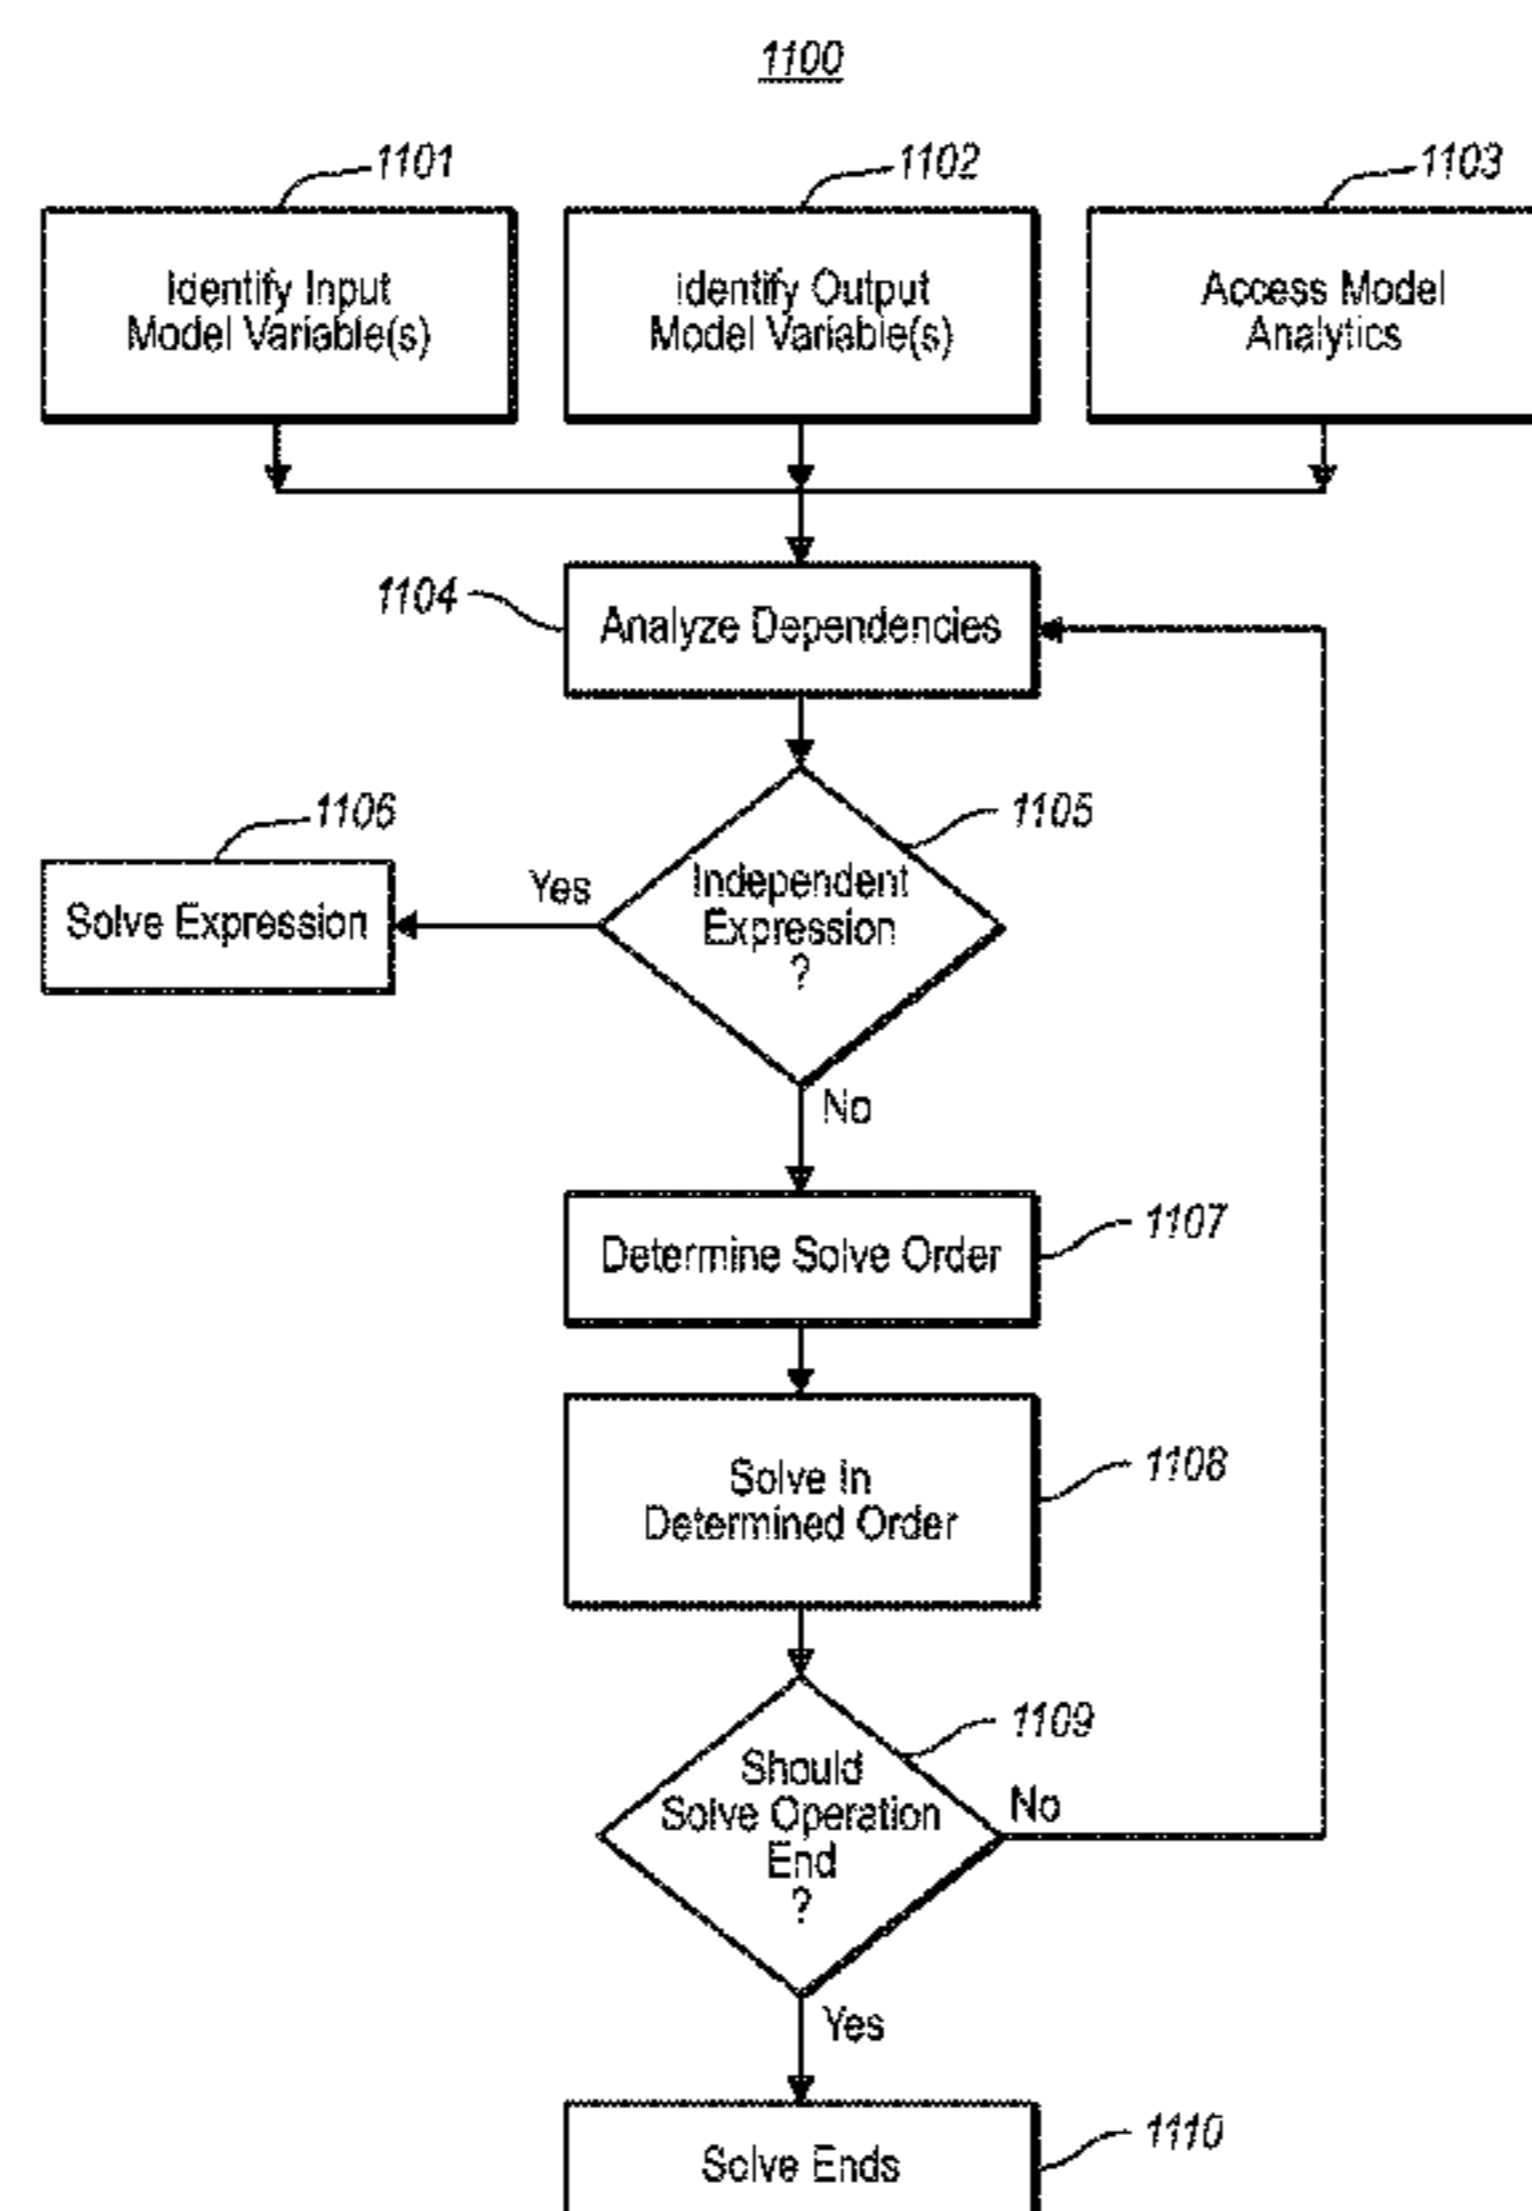 1100
1101
1102
1103
Identify Input
Model Variable(s)
identify Output
Model Variable(s)
Access Model
Analytics
1104
Analyze Dependencies
1105
1106
Independent
Expression
?
Yes
Solve Expression
No
1107
Determine Solve Order
1108
Solve in
Determined Order
1109
Should
Solve Operation
End
?
No
Yes
1110
Solve Ends